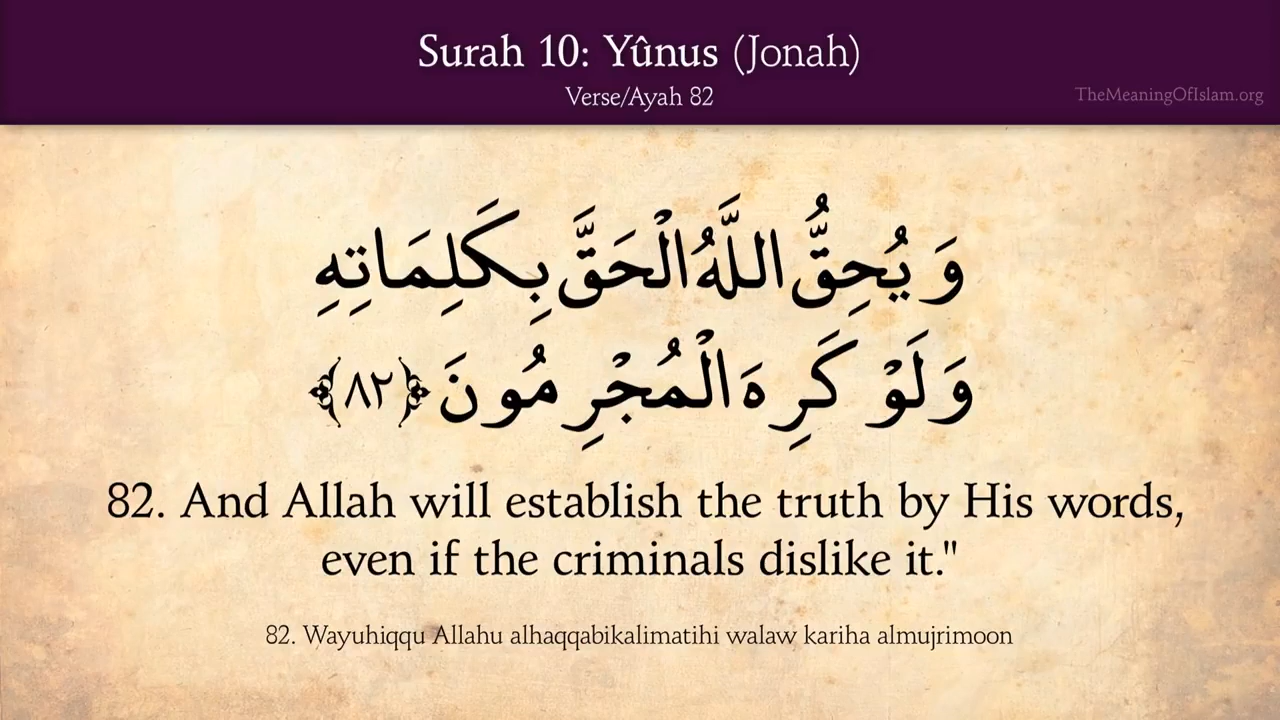 Surah 10: Yûnus (Jonah)
Verse/Ayah 82
TheMeaningOfIslam.org
وَيُحِقُّ اللَّهُ الْحَقَّ بِكَلِمَاتِهِ
وَلَوْ كَرِهَ الْمُجْرِمُونَ ﴿٨٢﴾
82. And Allah will establish the truth by His words,
even if the criminals dislike it."
82. Wayuhiqqu Allahu alhaqqabikalimatihi walaw kariha almujrimoon